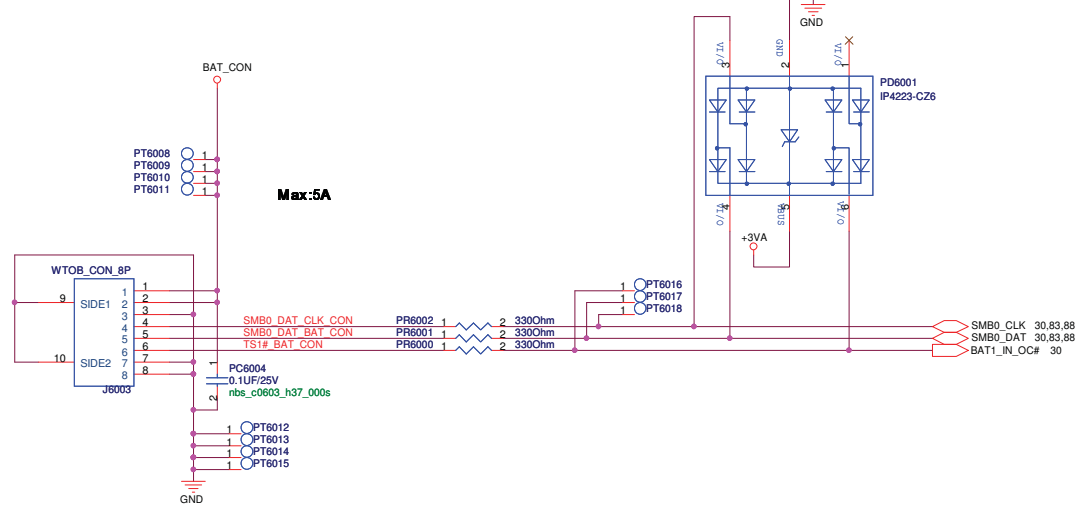 GND
BAT_CON
VI/O
3
GND
2
VI/O
1
PD6001
IP4223-CZ6
PT6008 1
PT6009 1
PT6010 1
PT6011 1
Max:5A
4
VI/O
5
VBUS
6
VI/O
+3VA
WTOB_CON_8P
9 SIDE1
10 SIDE2
1 1
2 2
3 3
4 4
5 5
6 6
7 7
8 8
J6003
1 PT6016
1 PT6017
1 PT6018
SMB0_DAT_CLK_CON PR6002 1 2 330Ohm
SMB0_DAT_BAT_CON PR6001 1 2 330Ohm
TS1#_BAT_CON PR6000 1 2 330Ohm
SMB0_CLK 30,83,88
SMB0_DAT 30,83,88
BAT1_IN_OC# 30
1
PC6004
0.1UF/25V
nbs_c0603_h37_000s
2
1 PT6012
1 PT6013
1 PT6014
1 PT6015
GND